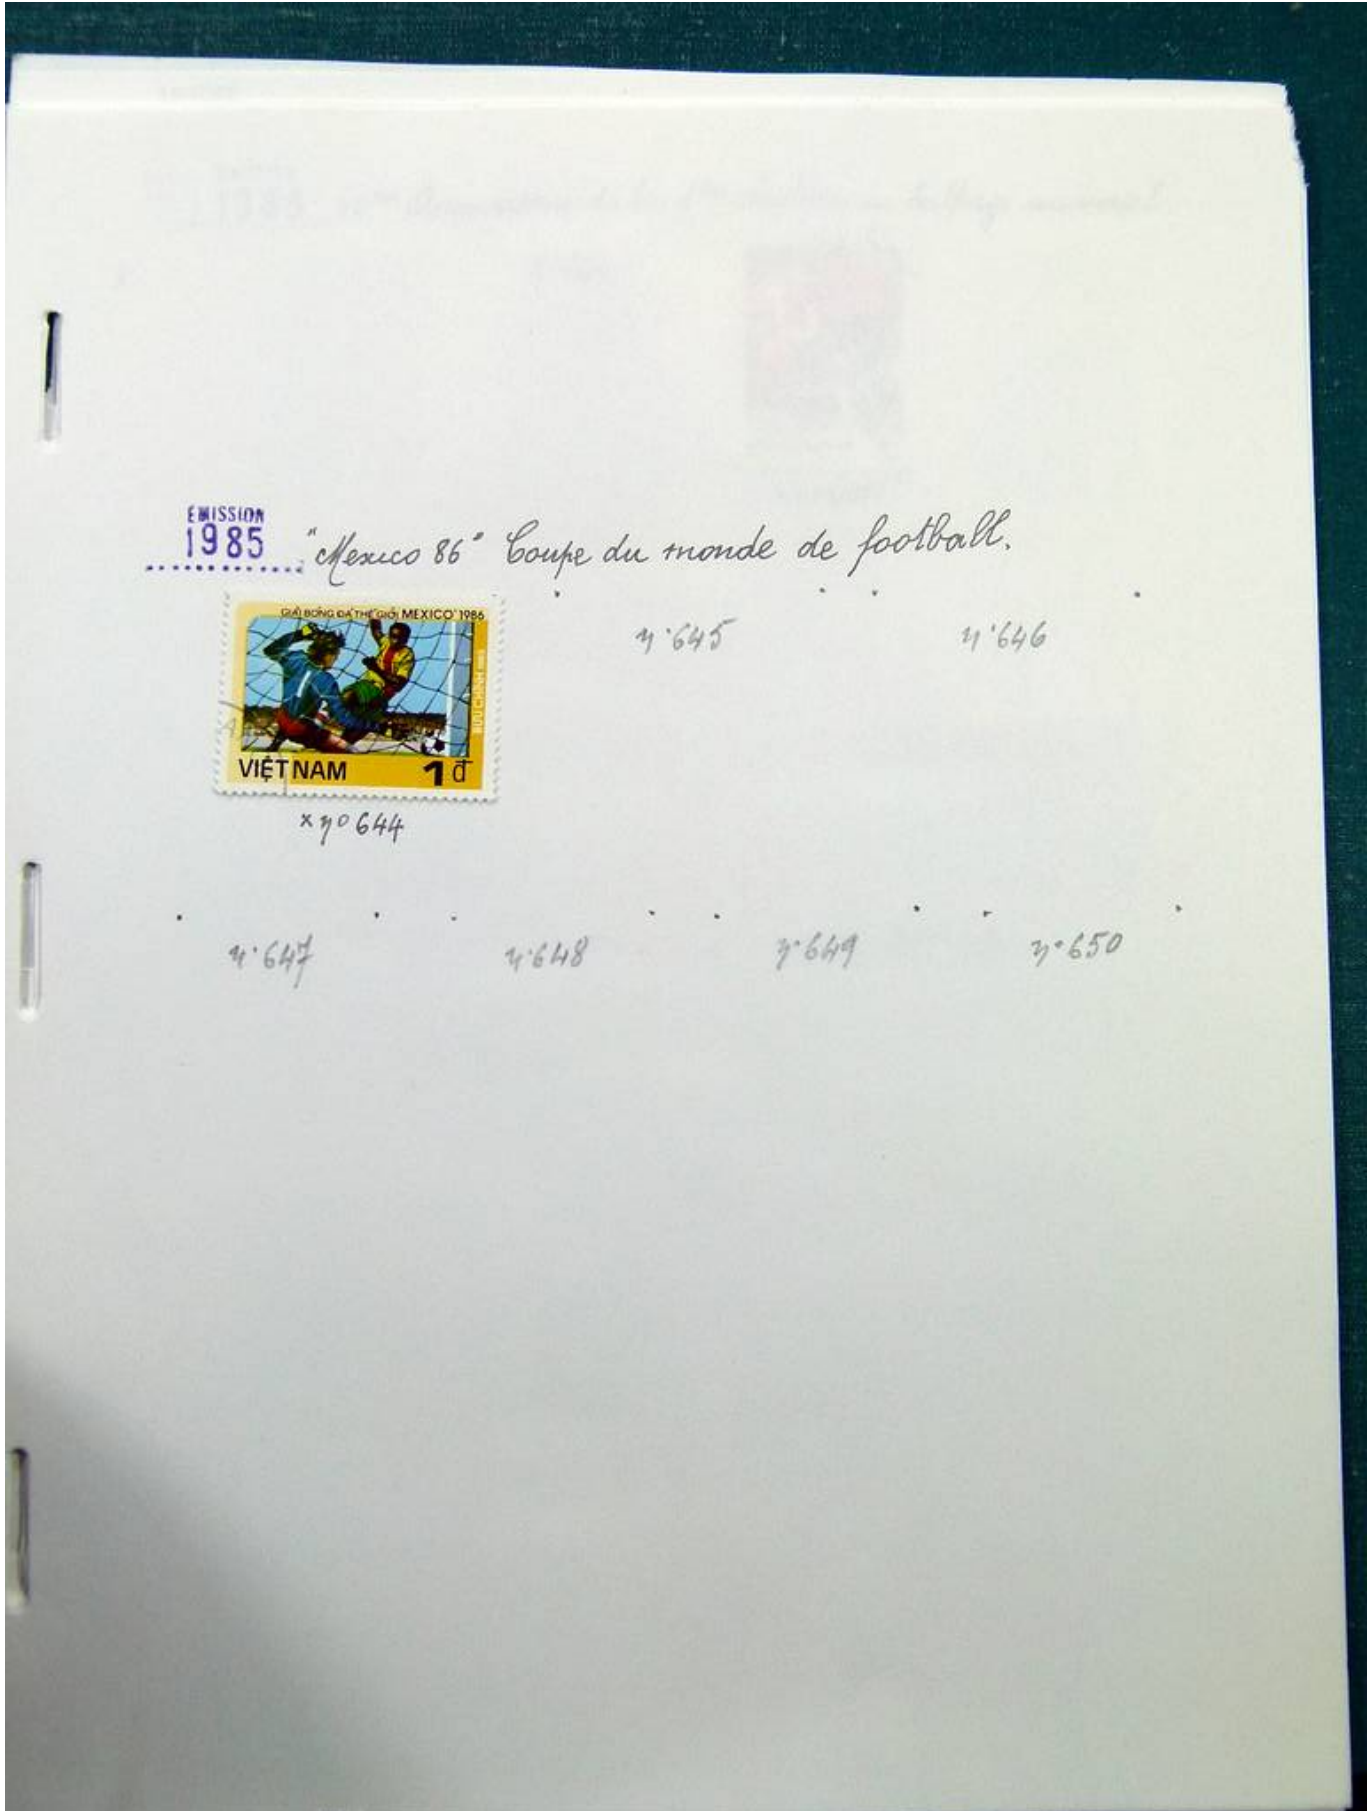 EMISSION
1985 "Mexico 86" Coupe du monde de football.
GIẢI BÓNG ĐÁ THẾ GIỚI MEXICO'1986
BƯU CHÍNH 1985
VIỆT NAM 1đ
x n° 644
n° 645
n° 646
n° 647
n° 648
n° 649
n° 650